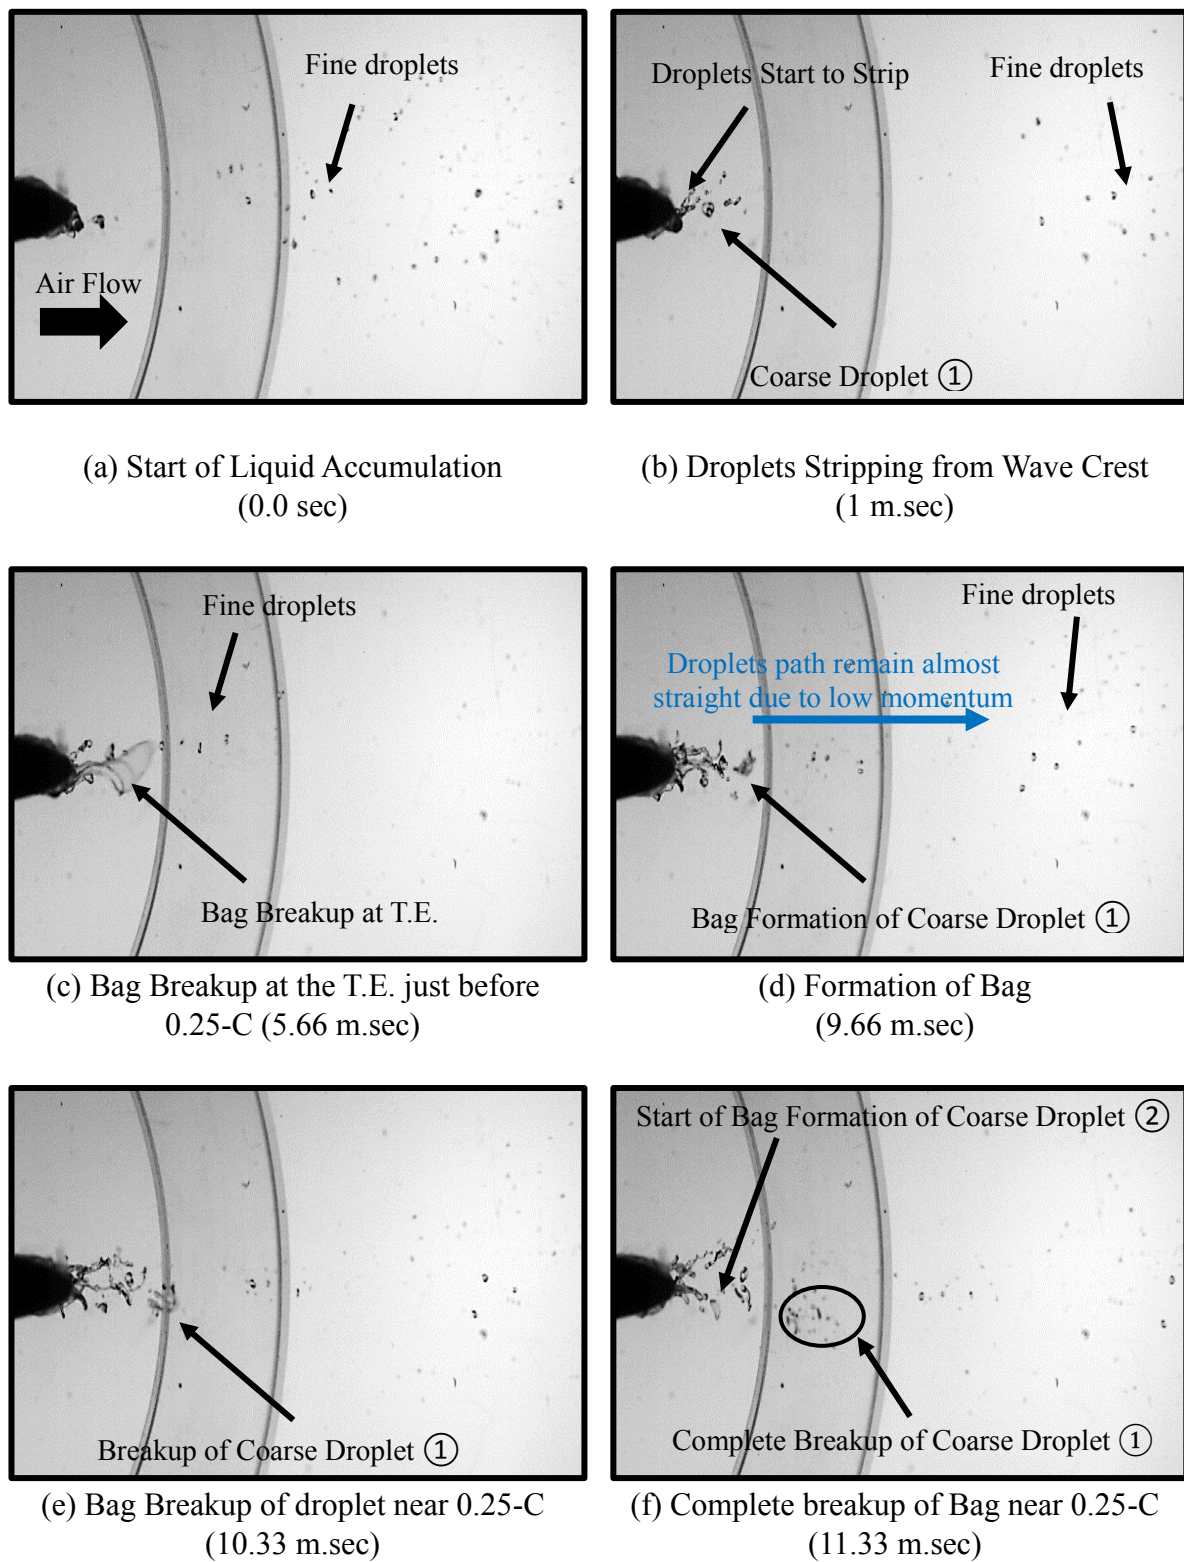 Fine droplets
Air Flow
(a) Start of Liquid Accumulation
(0.0 sec)
Droplets Start to Strip
Fine droplets
Coarse Droplet ①
(b) Droplets Stripping from Wave Crest
(1 m.sec)
Fine droplets
Bag Breakup at T.E.
(c) Bag Breakup at the T.E. just before
0.25-C (5.66 m.sec)
Fine droplets
Droplets path remain almost
straight due to low momentum
Bag Formation of Coarse Droplet ①
(d) Formation of Bag
(9.66 m.sec)
Breakup of Coarse Droplet ①
(e) Bag Breakup of droplet near 0.25-C
(10.33 m.sec)
Start of Bag Formation of Coarse Droplet ②
Complete Breakup of Coarse Droplet ①
(f) Complete breakup of Bag near 0.25-C
(11.33 m.sec)